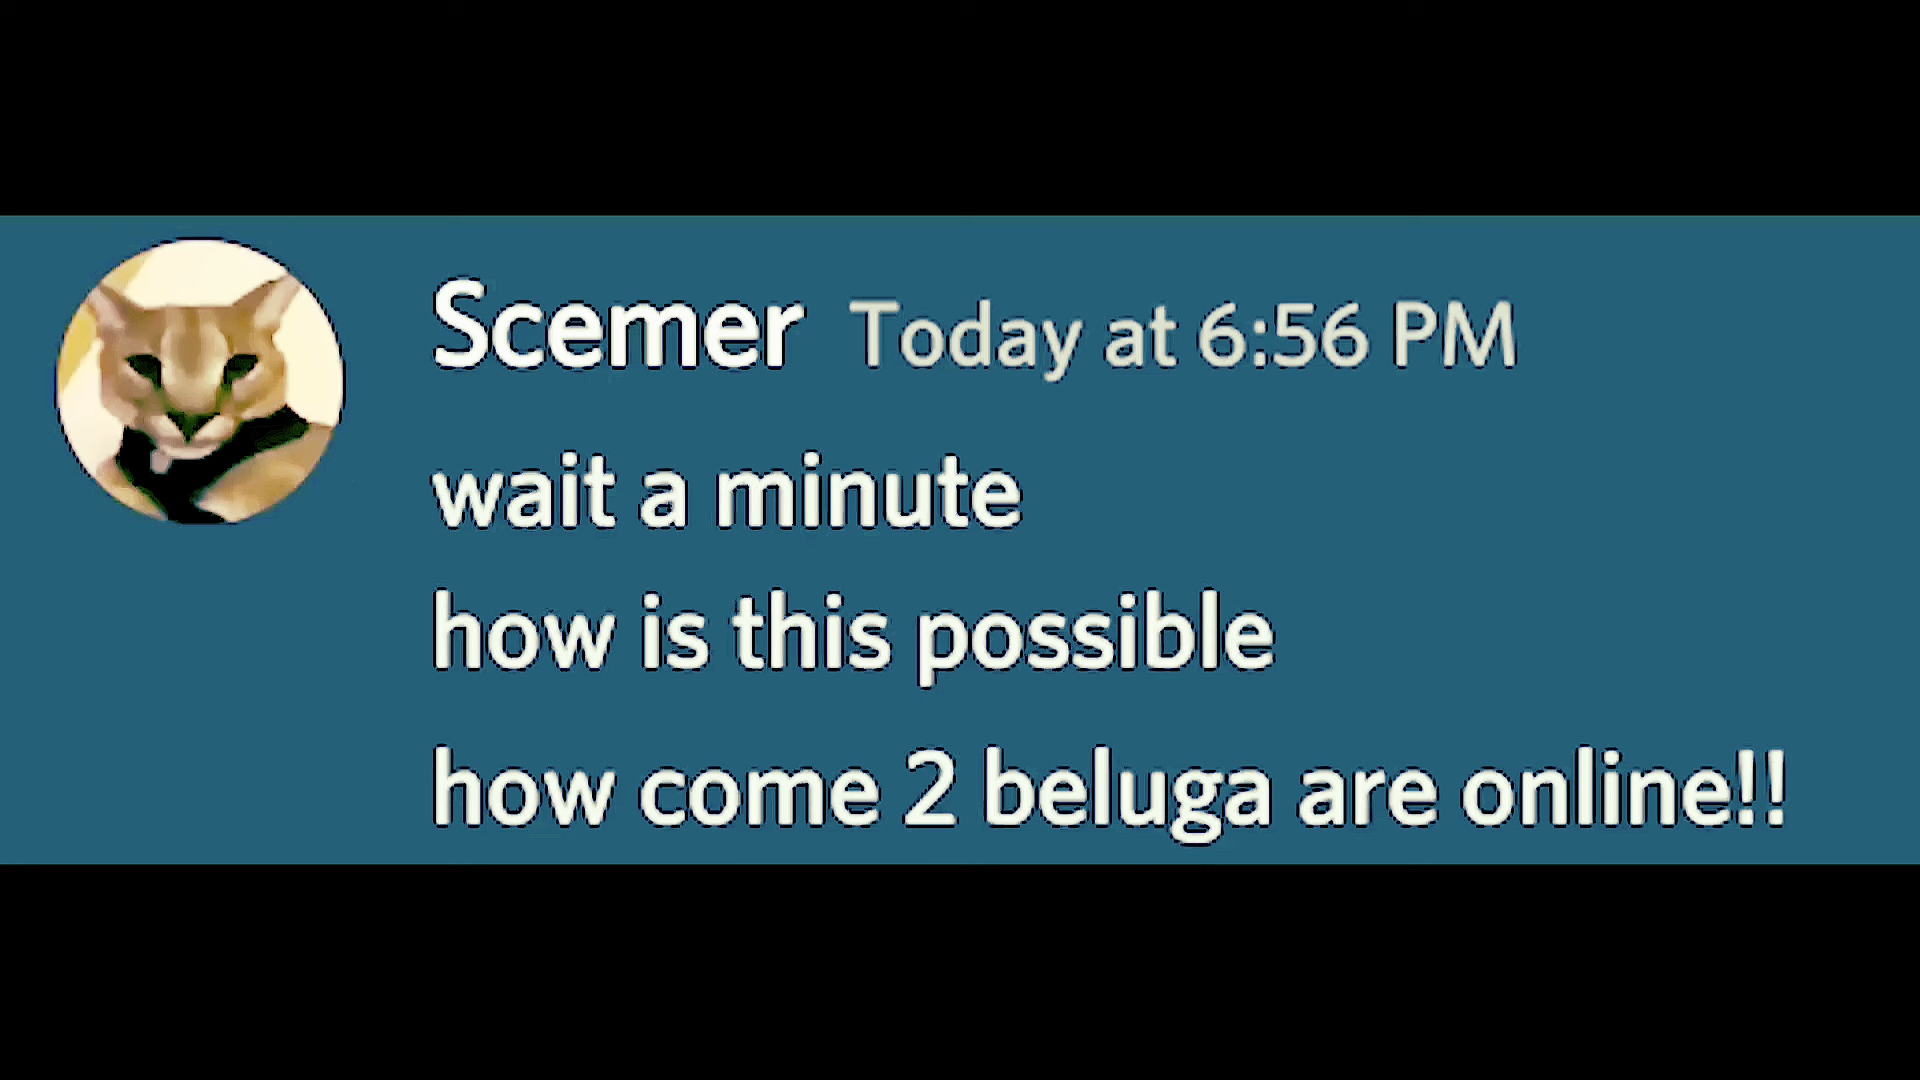 Scemer Today at 6:56 PM
wait a minute
how is this possible
how come 2 beluga are online!!